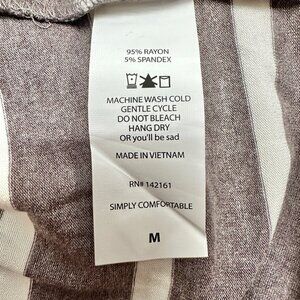 95% RAYON
5% SPANDEX
MACHINE WASH COLD
GENTLE CYCLE
DO NOT BLEACH
HANG DRY
OR you'll be sad
MADE IN VIETNAM
RN# 142161
SIMPLY COMFORTABLE
M